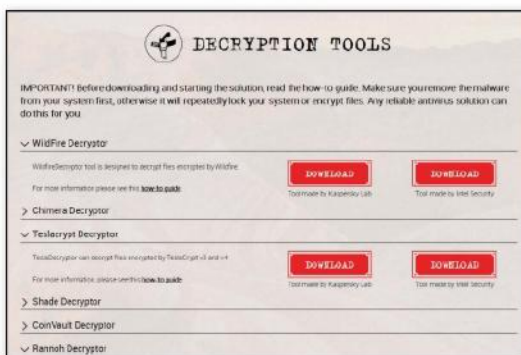 DECRYPTION TOOLS
IMPORTANT! Before downloading and starting the solution, read the how-to guide. Make sure you remove the malware
from your system first, otherwise it will repeatedly lock your system or encrypt files. Any reliable antivirus solution can
do this for you.
WildFire Decryptor
WildfireDecryptor tool is designed to decrypt files encrypted by Wildfire
DOWNLOAD DOWNLOAD
For more information please see this how-to guide
Tool made by Kaspersky Lab Tool made by Intel Security
Chimera Decryptor
Teslacrypt Decryptor
TeslaDecryptor can decrypt files encrypted by TeslaCrypt v3 and v4
DOWNLOAD DOWNLOAD
For more information please see this how-to guide
Tool made by Kaspersky Lab Tool made by Intel Security
Shade Decryptor
CoinVault Decryptor
Rannoh Decryptor